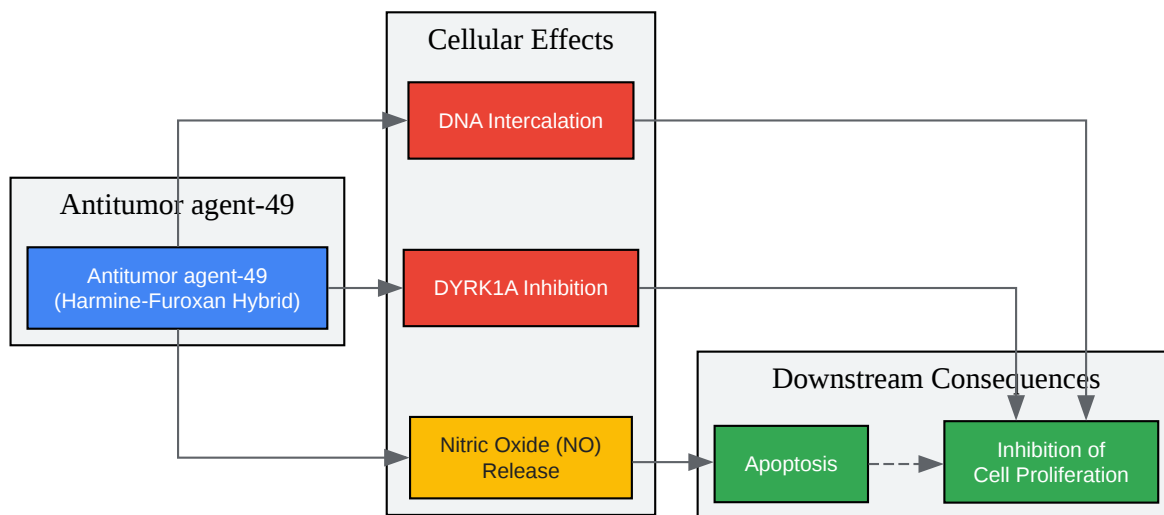 Cellular Effects
DNA Intercalation
Antitumor agent-49
Antitumor agent-49
(Harmine-Furoxan Hybrid)
DYRK1A Inhibition
Nitric Oxide (NO)
Release
Downstream Consequences
Apoptosis
Inhibition of
Cell Proliferation